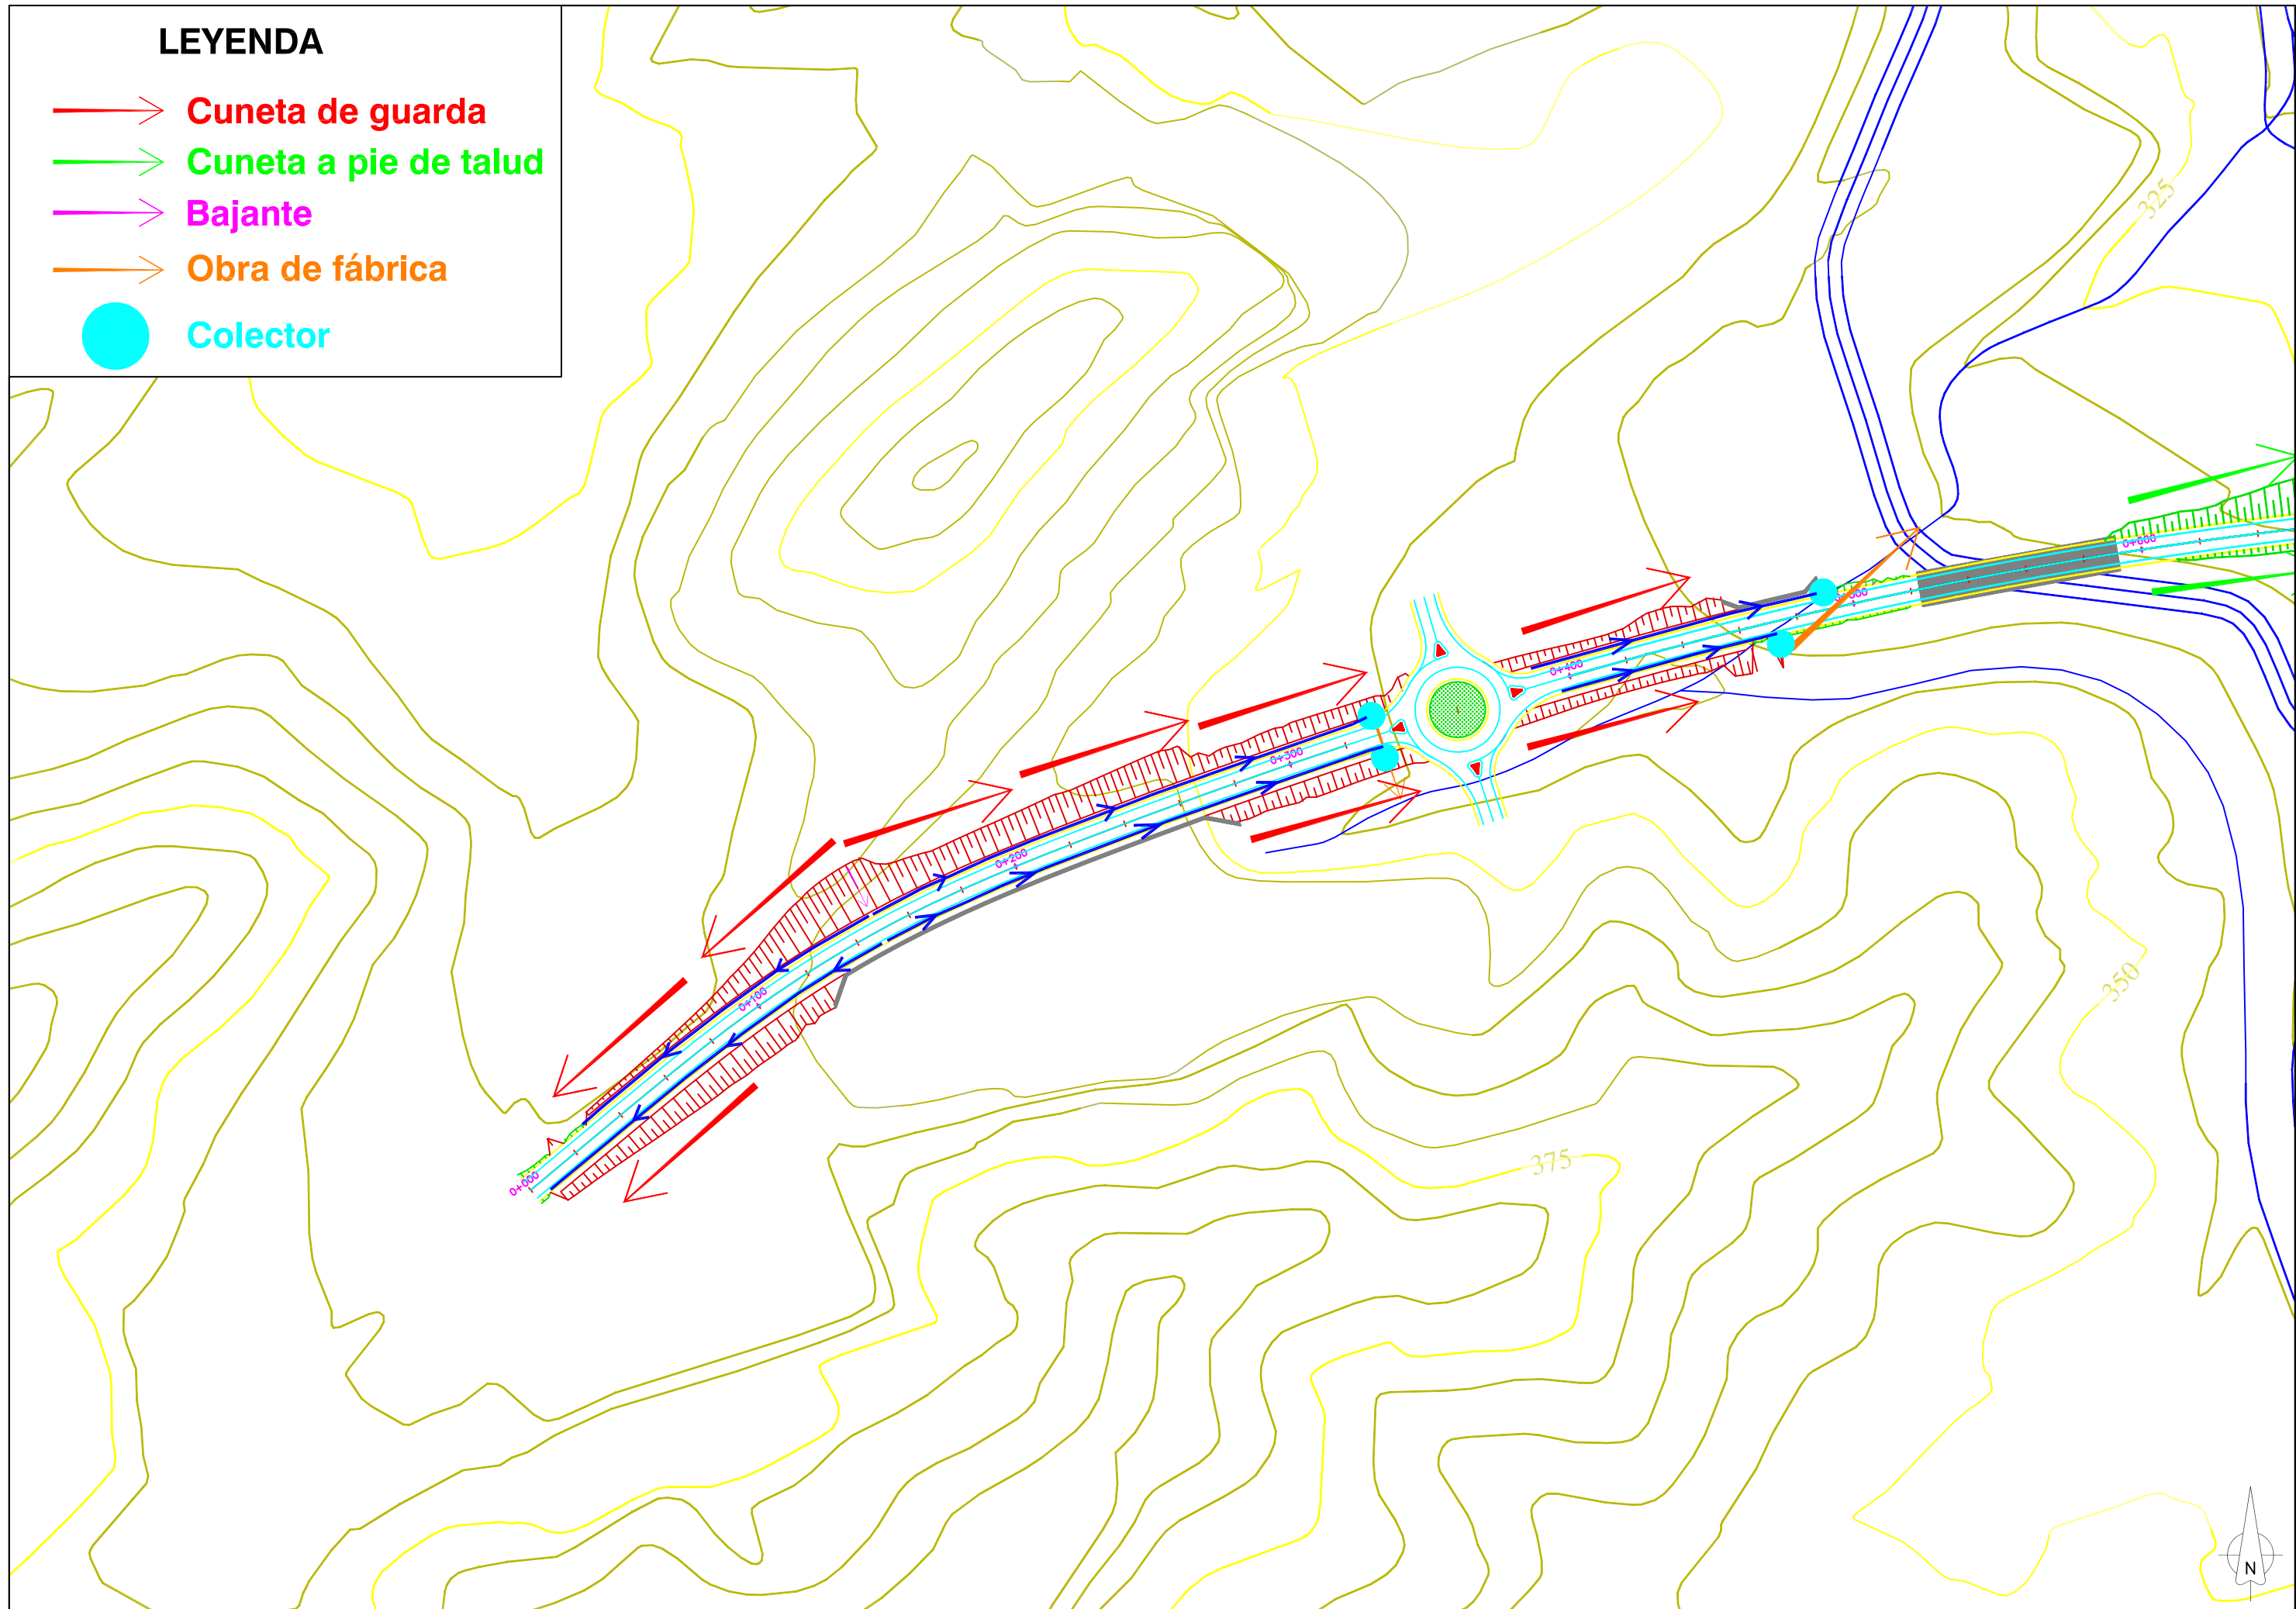 LEYENDA
Cuneta de guarda
Cuneta a pie de talud
Bajante
Obra de fábrica
Colector
325
0+600
0+500
0+400
0+300
0+200
0+100
0+000
350
375
N